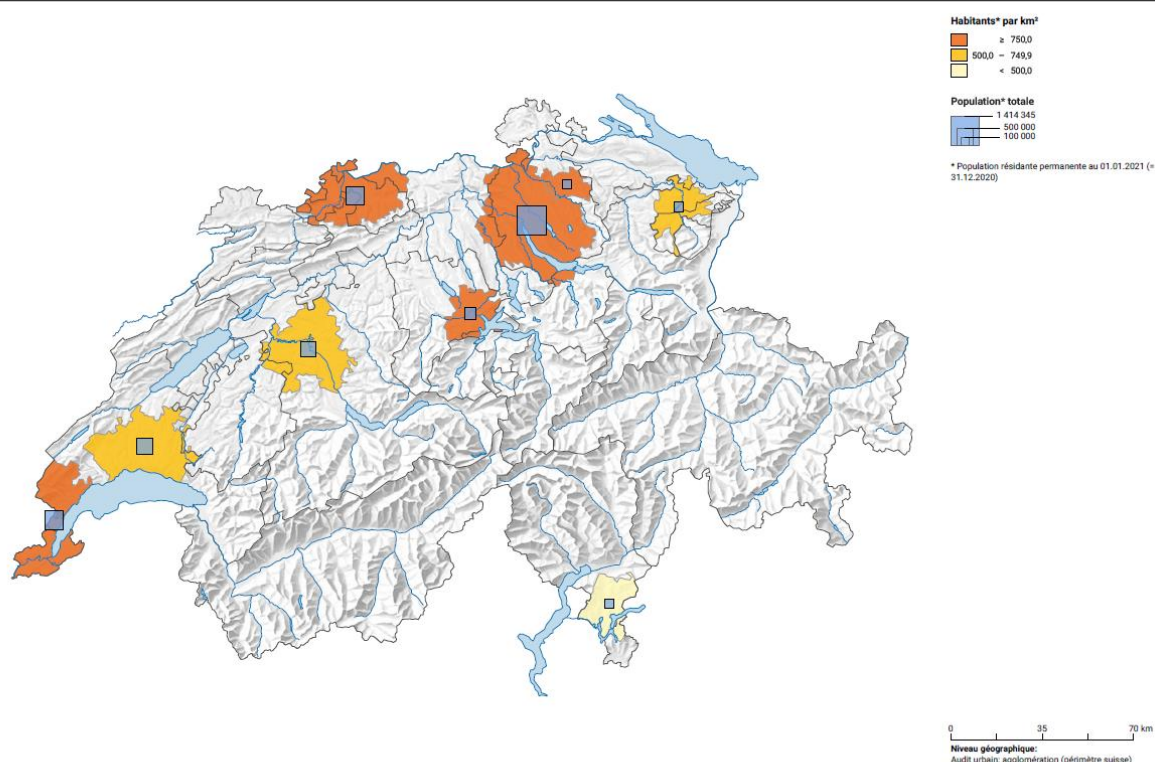 Habitants* par km²
≥ 750,0
500,0 – 749,9
< 500,0
Population* totale
1 414 345
500 000
100 000
* Population résidante permanente au 01.01.2021 (=
31.12.2020)
0 35 70 km
Niveau géographique:
Audit urbain: agglomération (périmètre suisse)